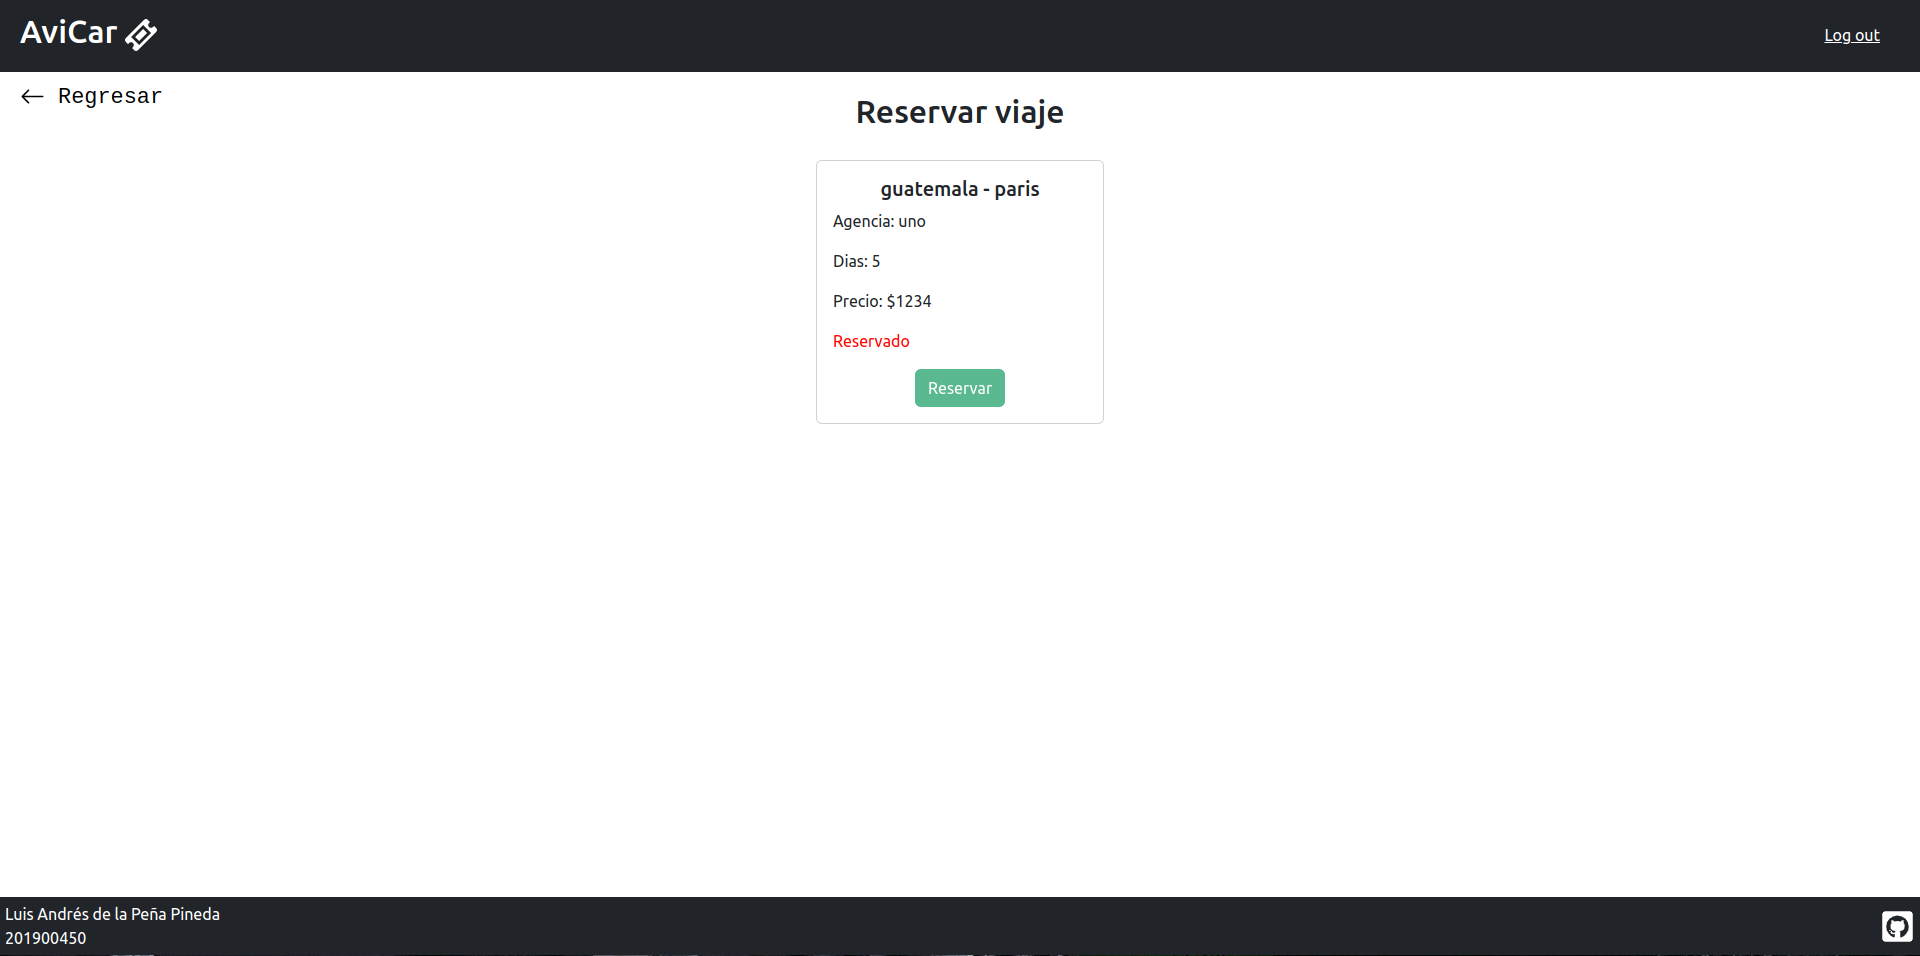 AviCar
Log out
Regresar
Reservar viaje
guatemala - paris
Agencia: uno
Dias: 5
Precio: $1234
Reservado
Reservar
Luis Andrés de la Peña Pineda
201900450